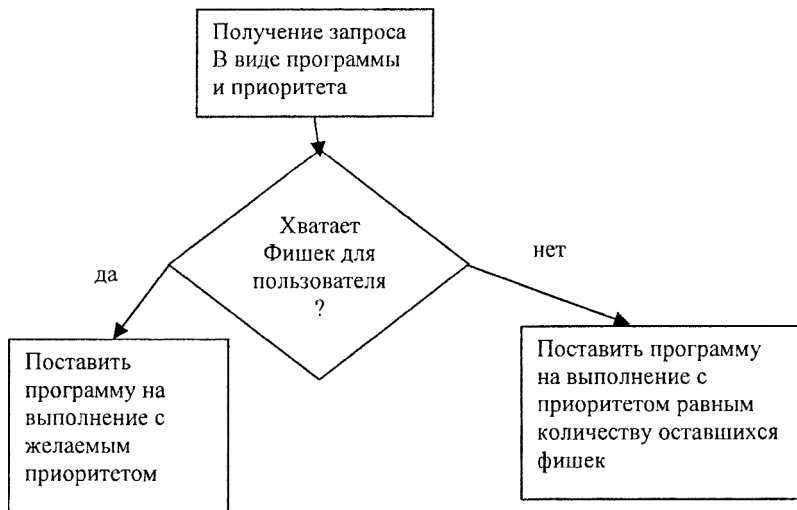 Получение запроса
В виде программы
и приоритета
Хватает
Фишек для
пользователя
?
да
нет
Поставить
программу на
выполнение с
желаемым
приоритетом
Поставить программу
на выполнение с
приоритетом равным
количеству оставшихся
фишек